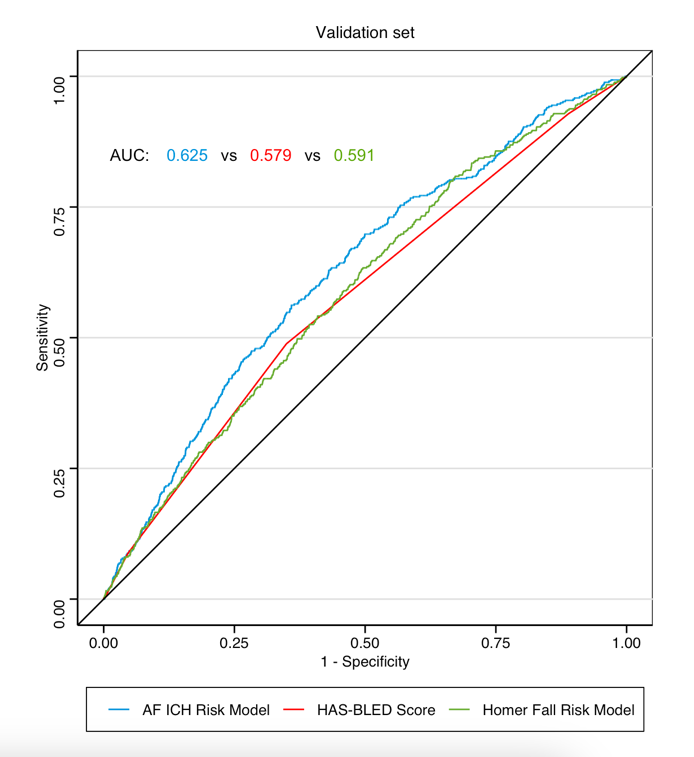 Validation set
1.00
AUC: 0.625 vs 0.579 vs 0.591
0.75
Sensitivity
0.50
0.25
0.00
0.00 0.25 0.50 0.75 1.00
1 - Specificity
AF ICH Risk Model HAS-BLED Score Homer Fall Risk Model